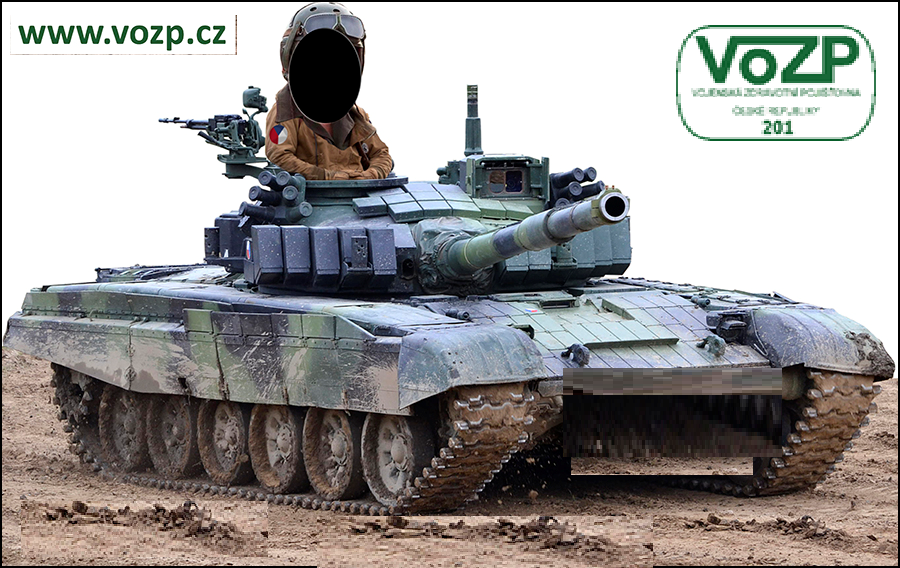 www.vozp.cz
VoZP
VOJENSKÁ ZDRAVOTNÍ POJIŠŤOVNA
ČESKÉ REPUBLIKY
201